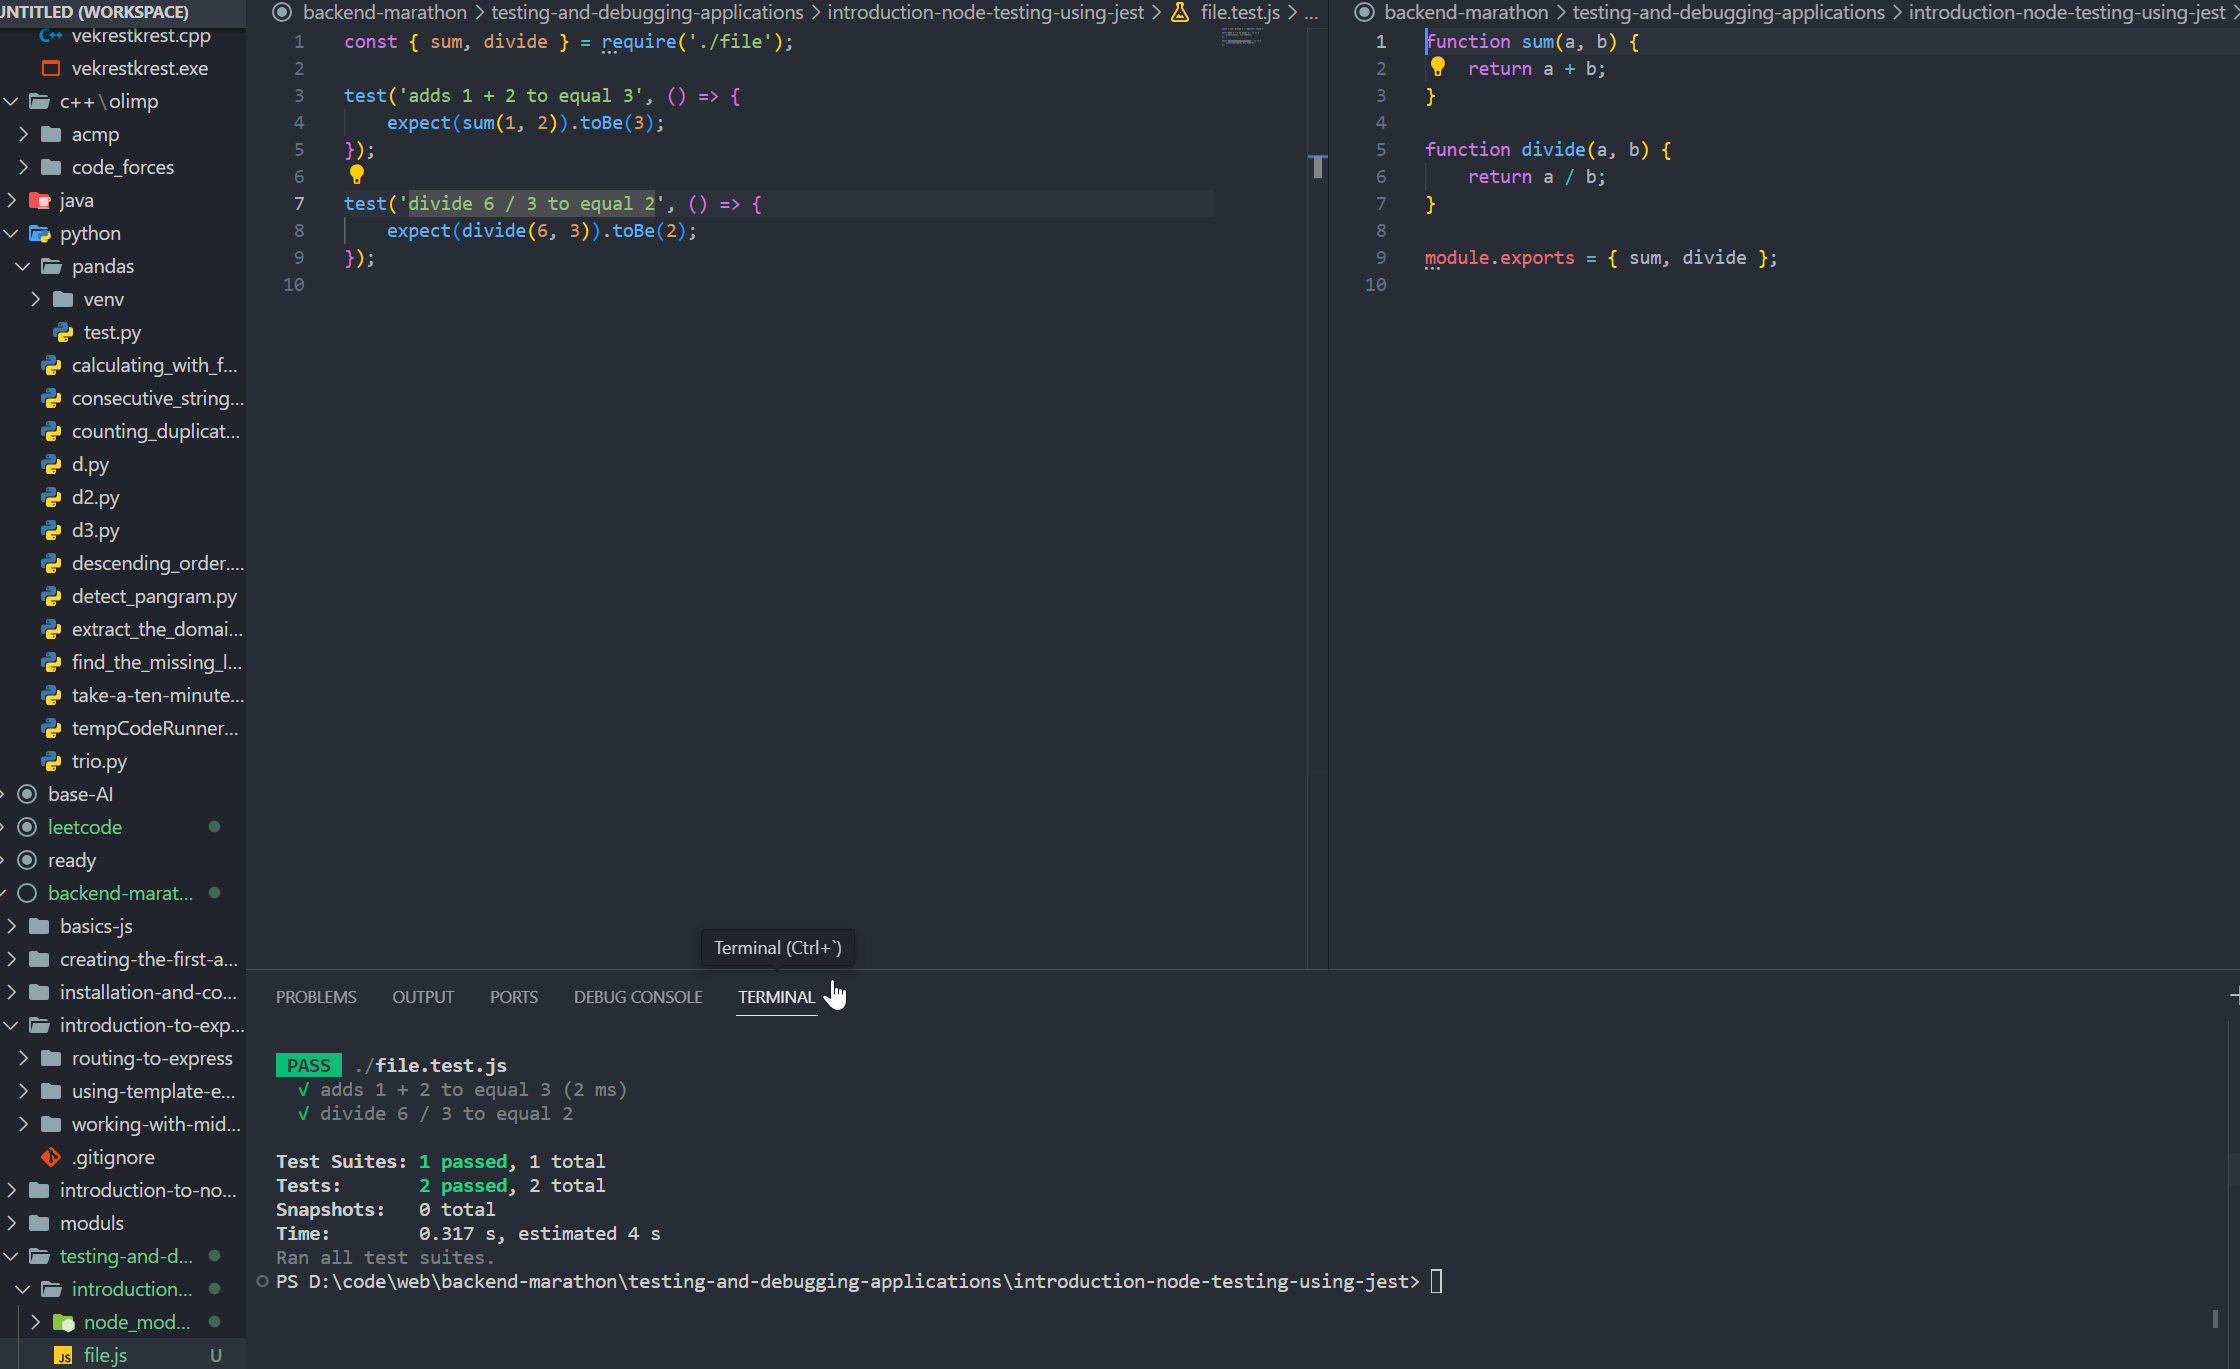 UNTITLED (WORKSPACE)
vekrestkrest.cpp
vekrestkrest.exe
c++\olimp
acmp
code_forces
java
python
pandas
venv
test.py
calculating_with_f...
consecutive_string...
counting_duplicat...
d.py
d2.py
d3.py
descending_order....
detect_pangram.py
extract_the_domai...
find_the_missing_l...
take-a-ten-minute...
tempCodeRunner...
trio.py
base-AI
leetcode
ready
backend-marat...
basics-js
creating-the-first-a...
installation-and-co...
introduction-to-exp...
routing-to-express
using-template-e...
working-with-mid...
.gitignore
introduction-to-no...
moduls
testing-and-d...
introduction...
node_mod...
JS file.js U
backend-marathon > testing-and-debugging-applications > introduction-node-testing-using-jest > file.test.js > ...
1 const { sum, divide } = require('./file');
2
3 test('adds 1 + 2 to equal 3', () => {
4 expect(sum(1, 2)).toBe(3);
5 });
6
7 test('divide 6 / 3 to equal 2', () => {
8 expect(divide(6, 3)).toBe(2);
9 });
10
backend-marathon > testing-and-debugging-applications > introduction-node-testing-using-jest >
1 function sum(a, b) {
2 return a + b;
3 }
4
5 function divide(a, b) {
6 return a / b;
7 }
8
9 module.exports = { sum, divide };
10
Terminal (Ctrl+`)
PROBLEMS OUTPUT PORTS DEBUG CONSOLE TERMINAL
PASS ./file.test.js
√ adds 1 + 2 to equal 3 (2 ms)
√ divide 6 / 3 to equal 2
Test Suites: 1 passed, 1 total
Tests: 2 passed, 2 total
Snapshots: 0 total
Time: 0.317 s, estimated 4 s
Ran all test suites.
PS D:\code\web\backend-marathon\testing-and-debugging-applications\introduction-node-testing-using-jest>